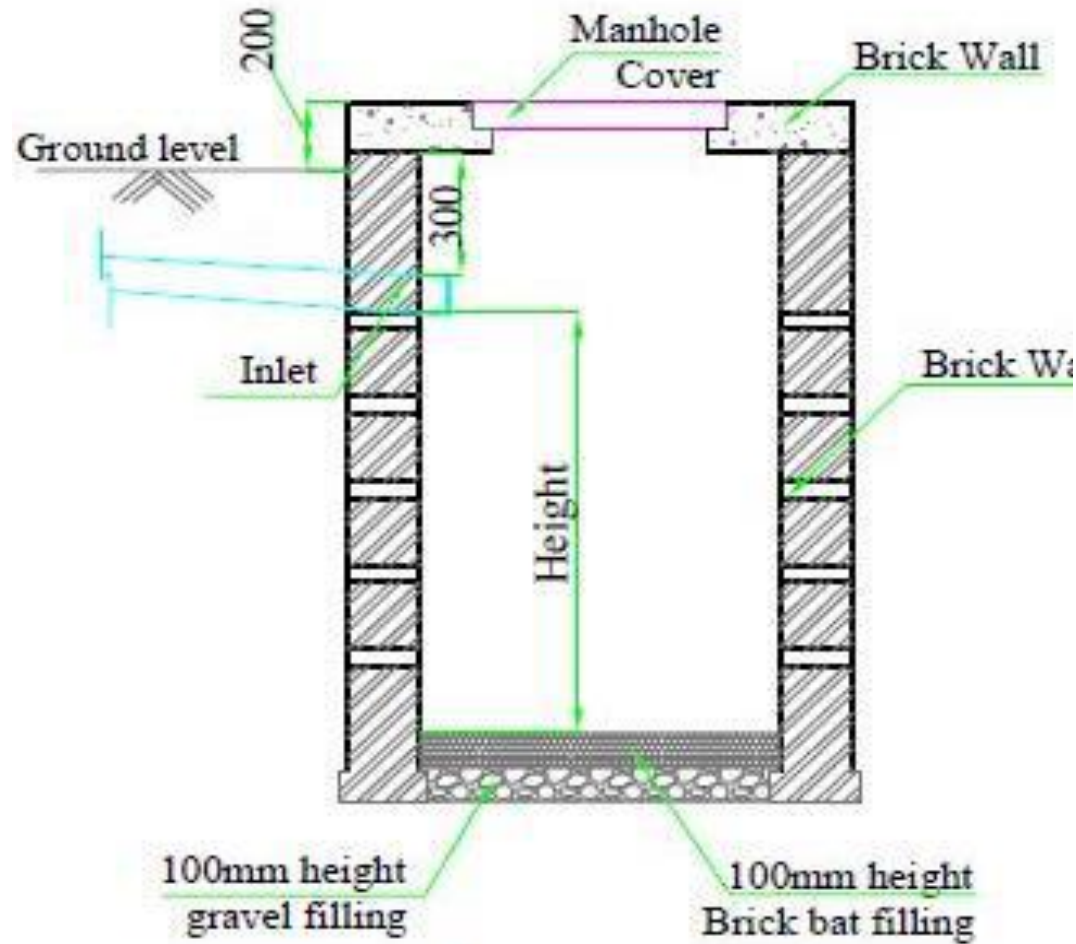 200
Manhole
Cover
Brick Wall
Ground level
300
Inlet
Brick Wa
Height
100mm height
gravel filling
100mm height
Brick bat filling